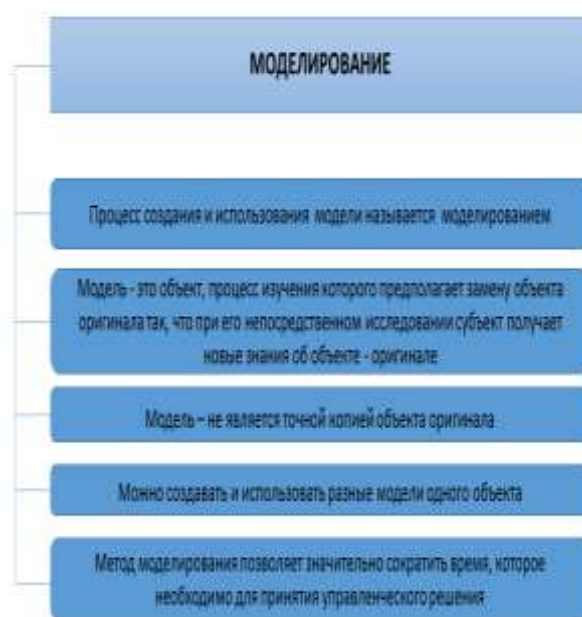 МОДЕЛИРОВАНИЕ
Процесс создания и использования модели называется моделированием
Модель - это объект, процесс изучения которого предполагает замену объекта
оригинала так, что при его непосредственном исследовании субъект получает
новые знания об объекте - оригинале
Модель – не является точной копией объекта оригинала
Можно создавать и использовать разные модели одного объекта
Метод моделирования позволяет значительно сократить время, которое
необходимо для принятия управленческого решения